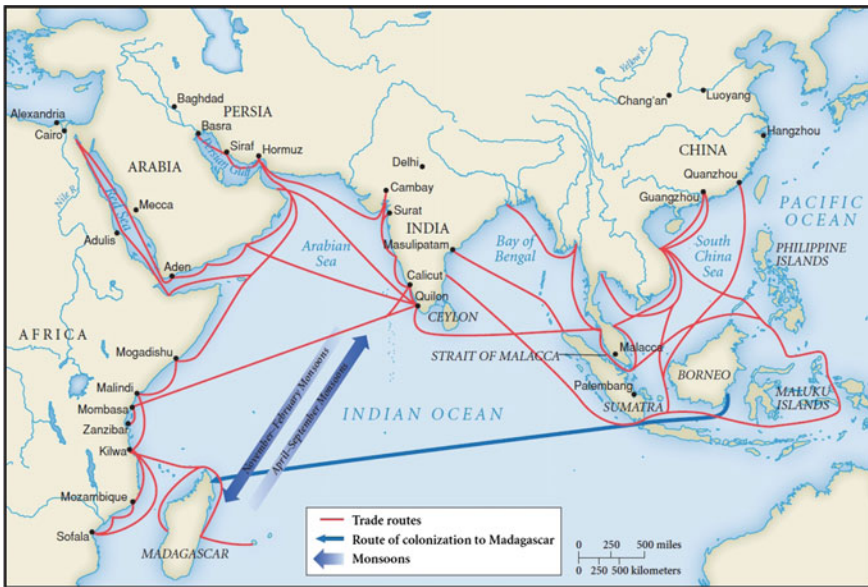 Yellow R.
Baghdad
PERSIA
Chang'an
Luoyang
Alexandria
Cairo
Basra
Siraf
Hormuz
Persian Gulf
Hangzhou
Delhi
CHINA
ARABIA
Quanzhou
Cambay
Guangzhou
Nile R.
Mecca
Red Sea
Surat
INDIA
PACIFIC
OCEAN
Adulis
Arabian
Sea
Masulipatam
Bay of
Bengal
South
China
Sea
PHILIPPINE
ISLANDS
Aden
Calicut
Quilon
CEYLON
AFRICA
Mogadishu
STRAIT OF MALACCA
Malacca
BORNEO
Malindi
Mombasa
Zanzibar
Kilwa
November–February Monsoons
April–September Monsoons
INDIAN OCEAN
Palembang
SUMATRA
MALUKU
ISLANDS
Mozambique
Sofala
MADAGASCAR
Trade routes
Route of colonization to Madagascar
Monsoons
0 250 500 miles
0 250 500 kilometers